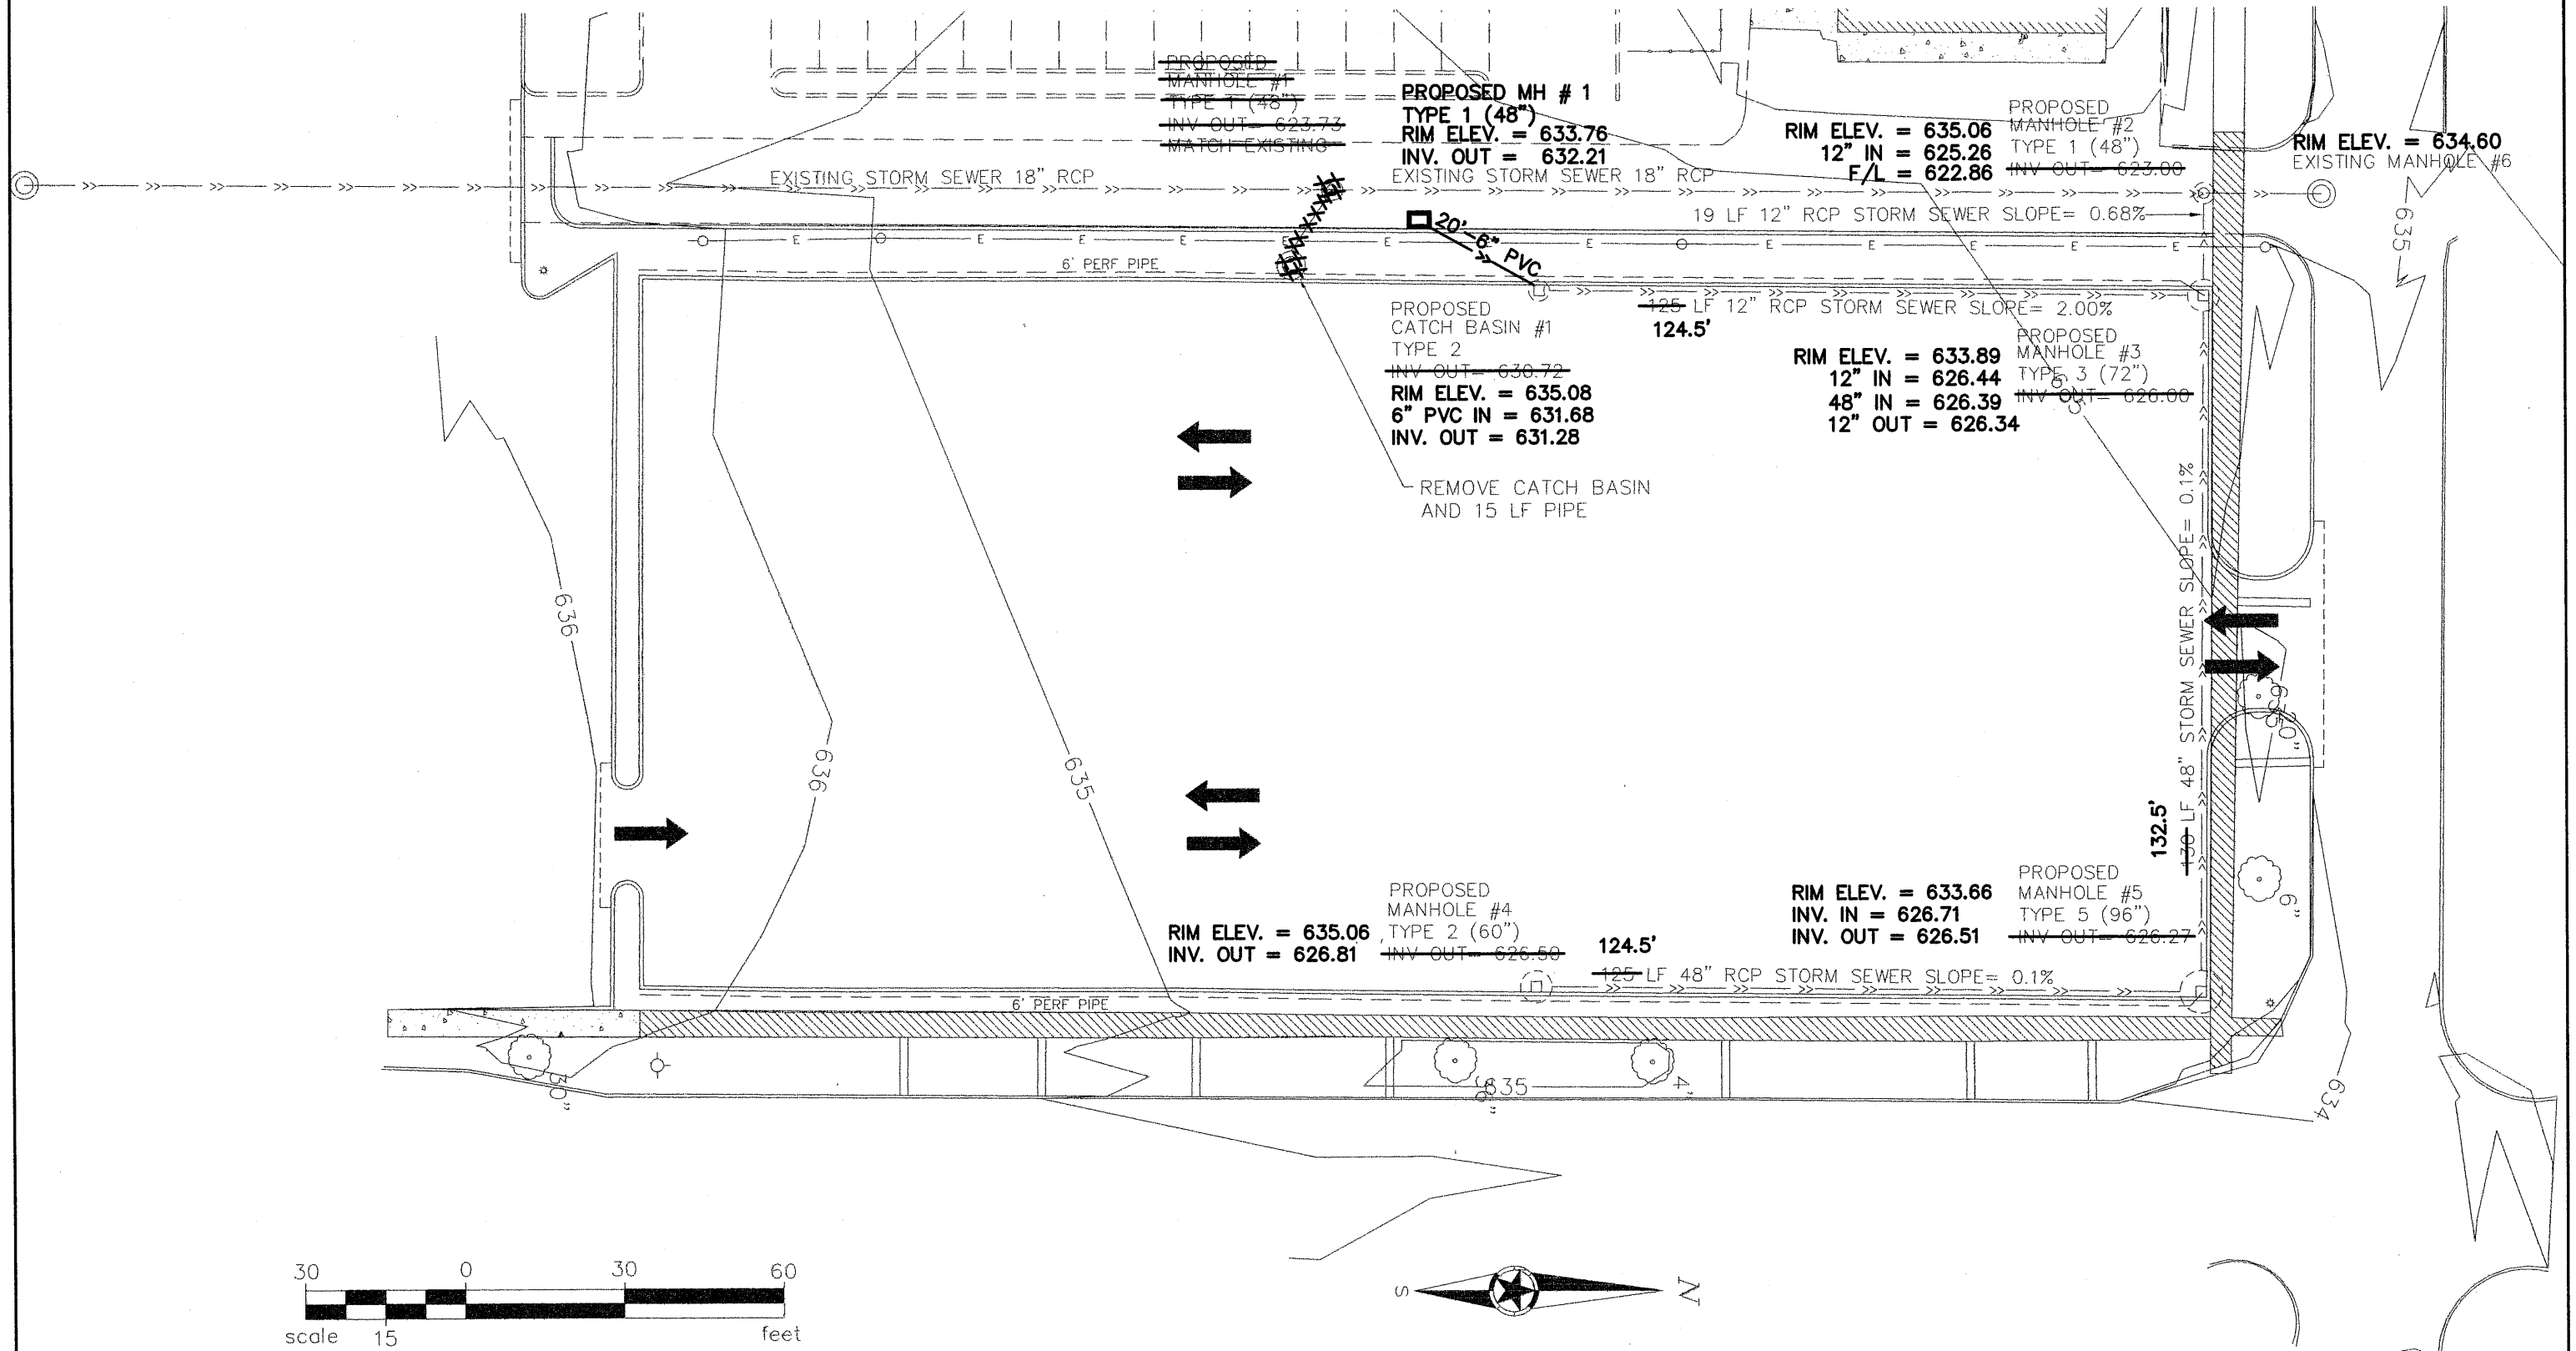 PROPOSED
MANHOLE #1
TYPE 1 (48")
INV OUT= 623.73
MATCH EXISTING
PROPOSED MH # 1
TYPE 1 (48")
RIM ELEV. = 633.76
INV. OUT = 632.21
EXISTING STORM SEWER 18" RCP
EXISTING STORM SEWER 18" RCP
RIM ELEV. = 635.06
12" IN = 625.26
F/L = 622.86
PROPOSED
MANHOLE #2
TYPE 1 (48")
INV OUT= 623.00
RIM ELEV. = 634.60
EXISTING MANHOLE #6
19 LF 12" RCP STORM SEWER SLOPE= 0.68%
635
20'-6" PVC
E E E E E E E E E E E
6' PERF PIPE
125 LF 12" RCP STORM SEWER SLOPE= 2.00%
124.5'
PROPOSED
CATCH BASIN #1
TYPE 2
INV OUT= 630.72
RIM ELEV. = 635.08
6" PVC IN = 631.68
INV. OUT = 631.28
RIM ELEV. = 633.89
12" IN = 626.44
48" IN = 626.39
12" OUT = 626.34
PROPOSED
MANHOLE #3
TYPE 3 (72")
INV OUT= 626.00
635
REMOVE CATCH BASIN
AND 15 LF PIPE
636
636
635
130 LF 48" STORM SEWER SLOPE= 0.1%
132.5'
6"
RIM ELEV. = 635.06
INV. OUT = 626.81
PROPOSED
MANHOLE #4
TYPE 2 (60")
INV OUT= 626.50
124.5'
125 LF 48" RCP STORM SEWER SLOPE= 0.1%
RIM ELEV. = 633.66
INV. IN = 626.71
INV. OUT = 626.51
PROPOSED
MANHOLE #5
TYPE 5 (96")
INV OUT= 626.27
6' PERF PIPE
30"
635
4'
634
30 0 30 60
scale 15 feet
S N